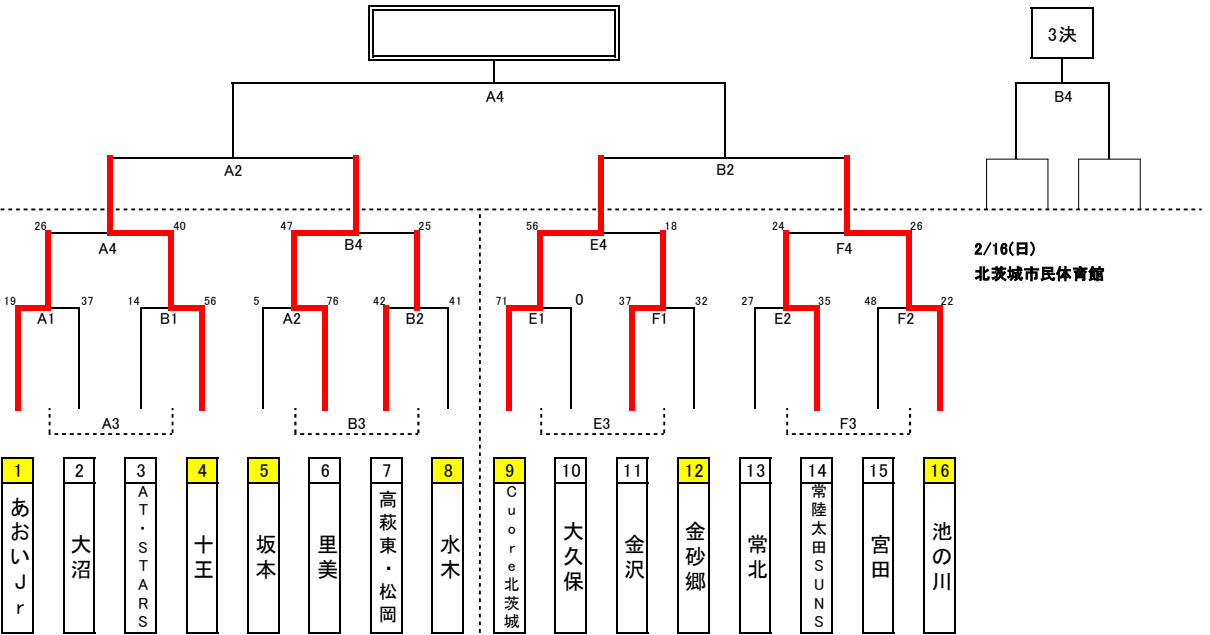 3決
A4
B4
A2
B2
26
40
47
25
56
18
24
26
A4
B4
E4
F4
2/16(日)
北茨城市民体育館
19
37
14
56
5
76
42
41
71
0
37
32
27
35
48
22
A1
B1
A2
B2
E1
F1
E2
F2
A3
B3
E3
F3
1
2
3
4
5
6
7
8
9
10
11
12
13
14
15
16
あおいJr
大沼
AT・STARS
十王
坂本
里美
高萩東・松岡
水木
Cuore北茨城
大久保
金沢
金砂郷
常北
常陸太田SUNS
宮田
池の川